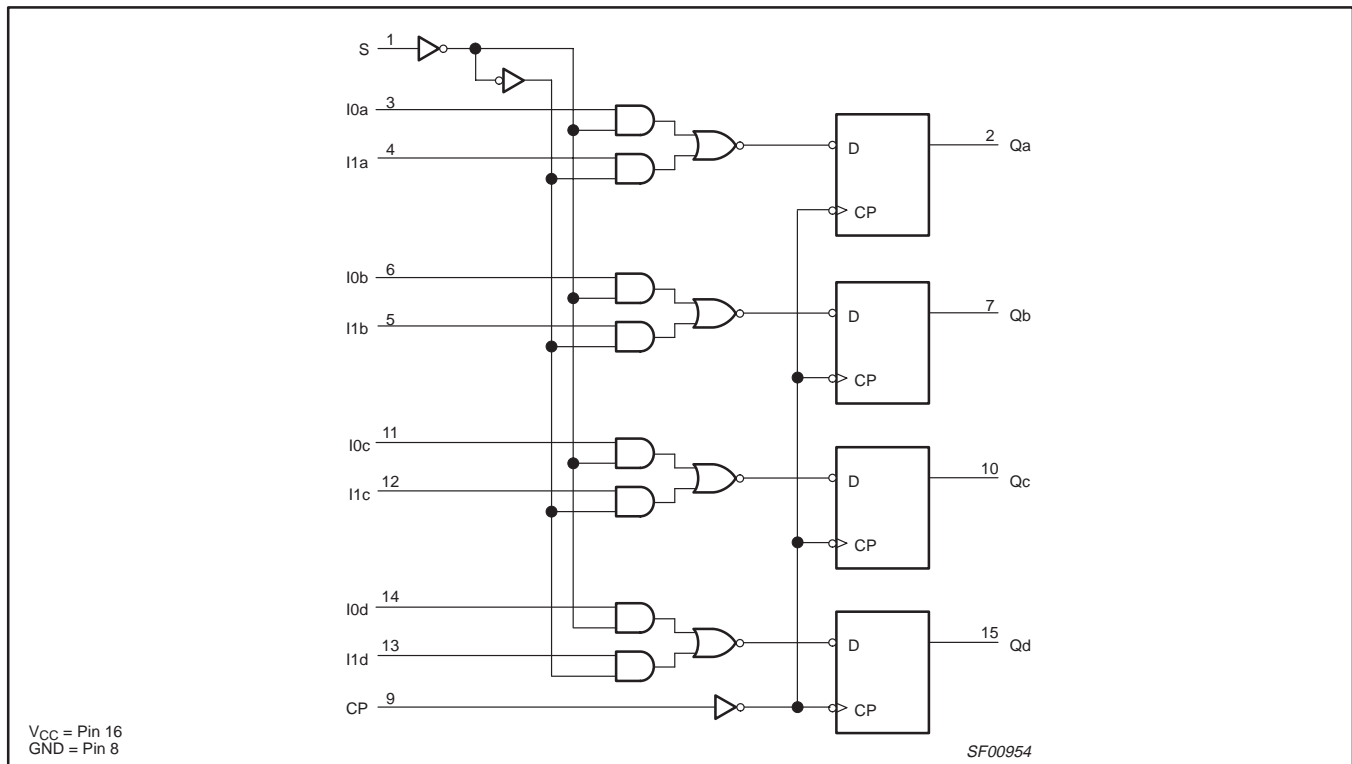 S 1
I0a 3
I1a 4
D
2 Qa
CP
I0b 6
I1b 5
D
7 Qb
CP
I0c 11
I1c 12
D
10 Qc
CP
I0d 14
I1d 13
D
15 Qd
CP 9
CP
VCC = Pin 16
GND = Pin 8
SF00954